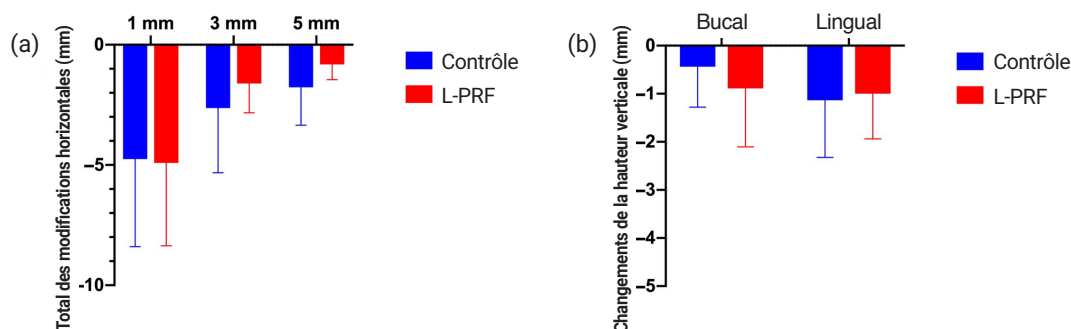 (a)
Total des modifications horizontales (mm)
1 mm 3 mm 5 mm
0
−5
-10
Contrôle
L-PRF
(b)
Changements de la hauteur verticale (mm)
Bucal Lingual
0
−1
−2
−3
−4
−5
Contrôle
L-PRF